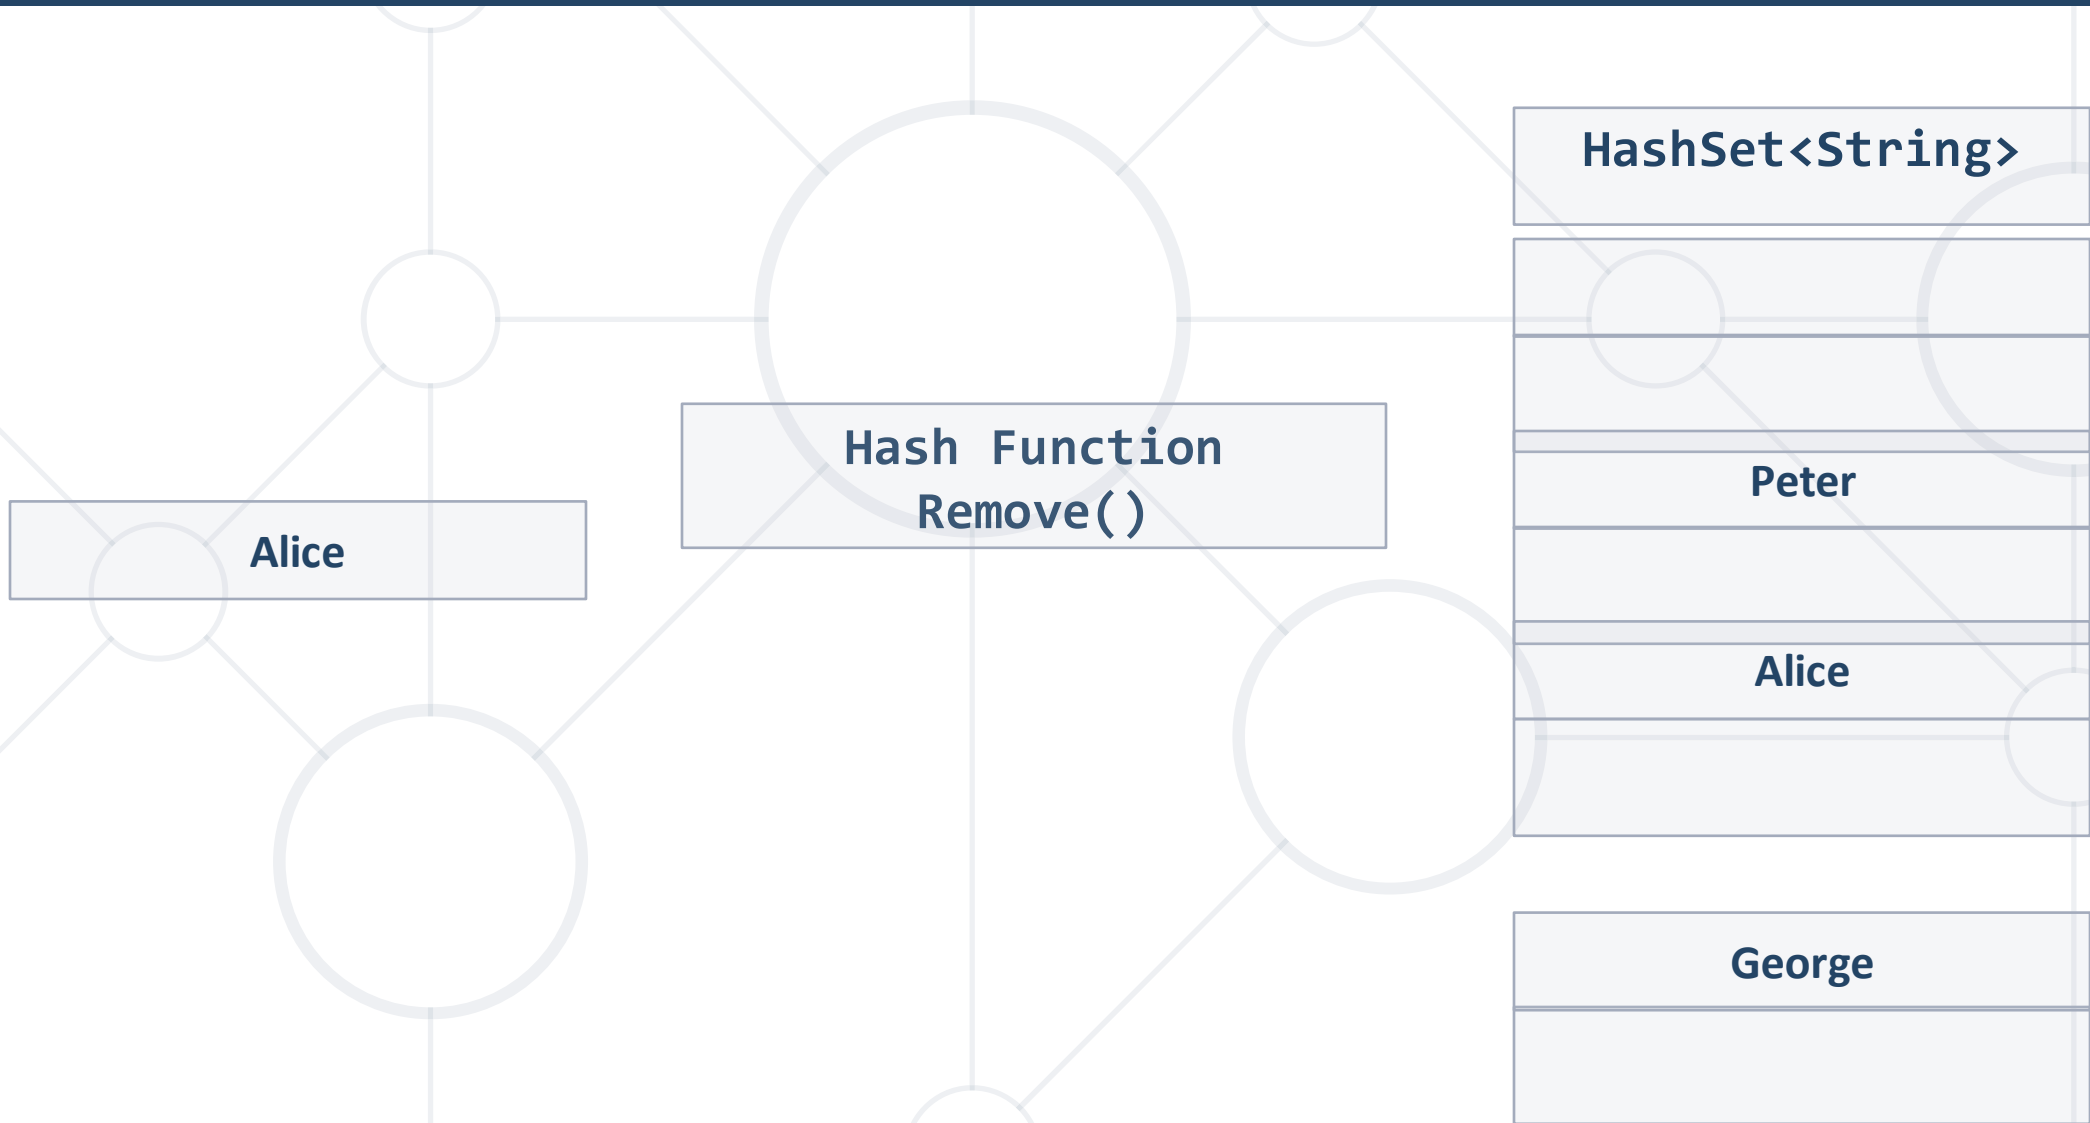 HashSet<String>
Hash Function
Remove()
Peter
Alice
Alice
George